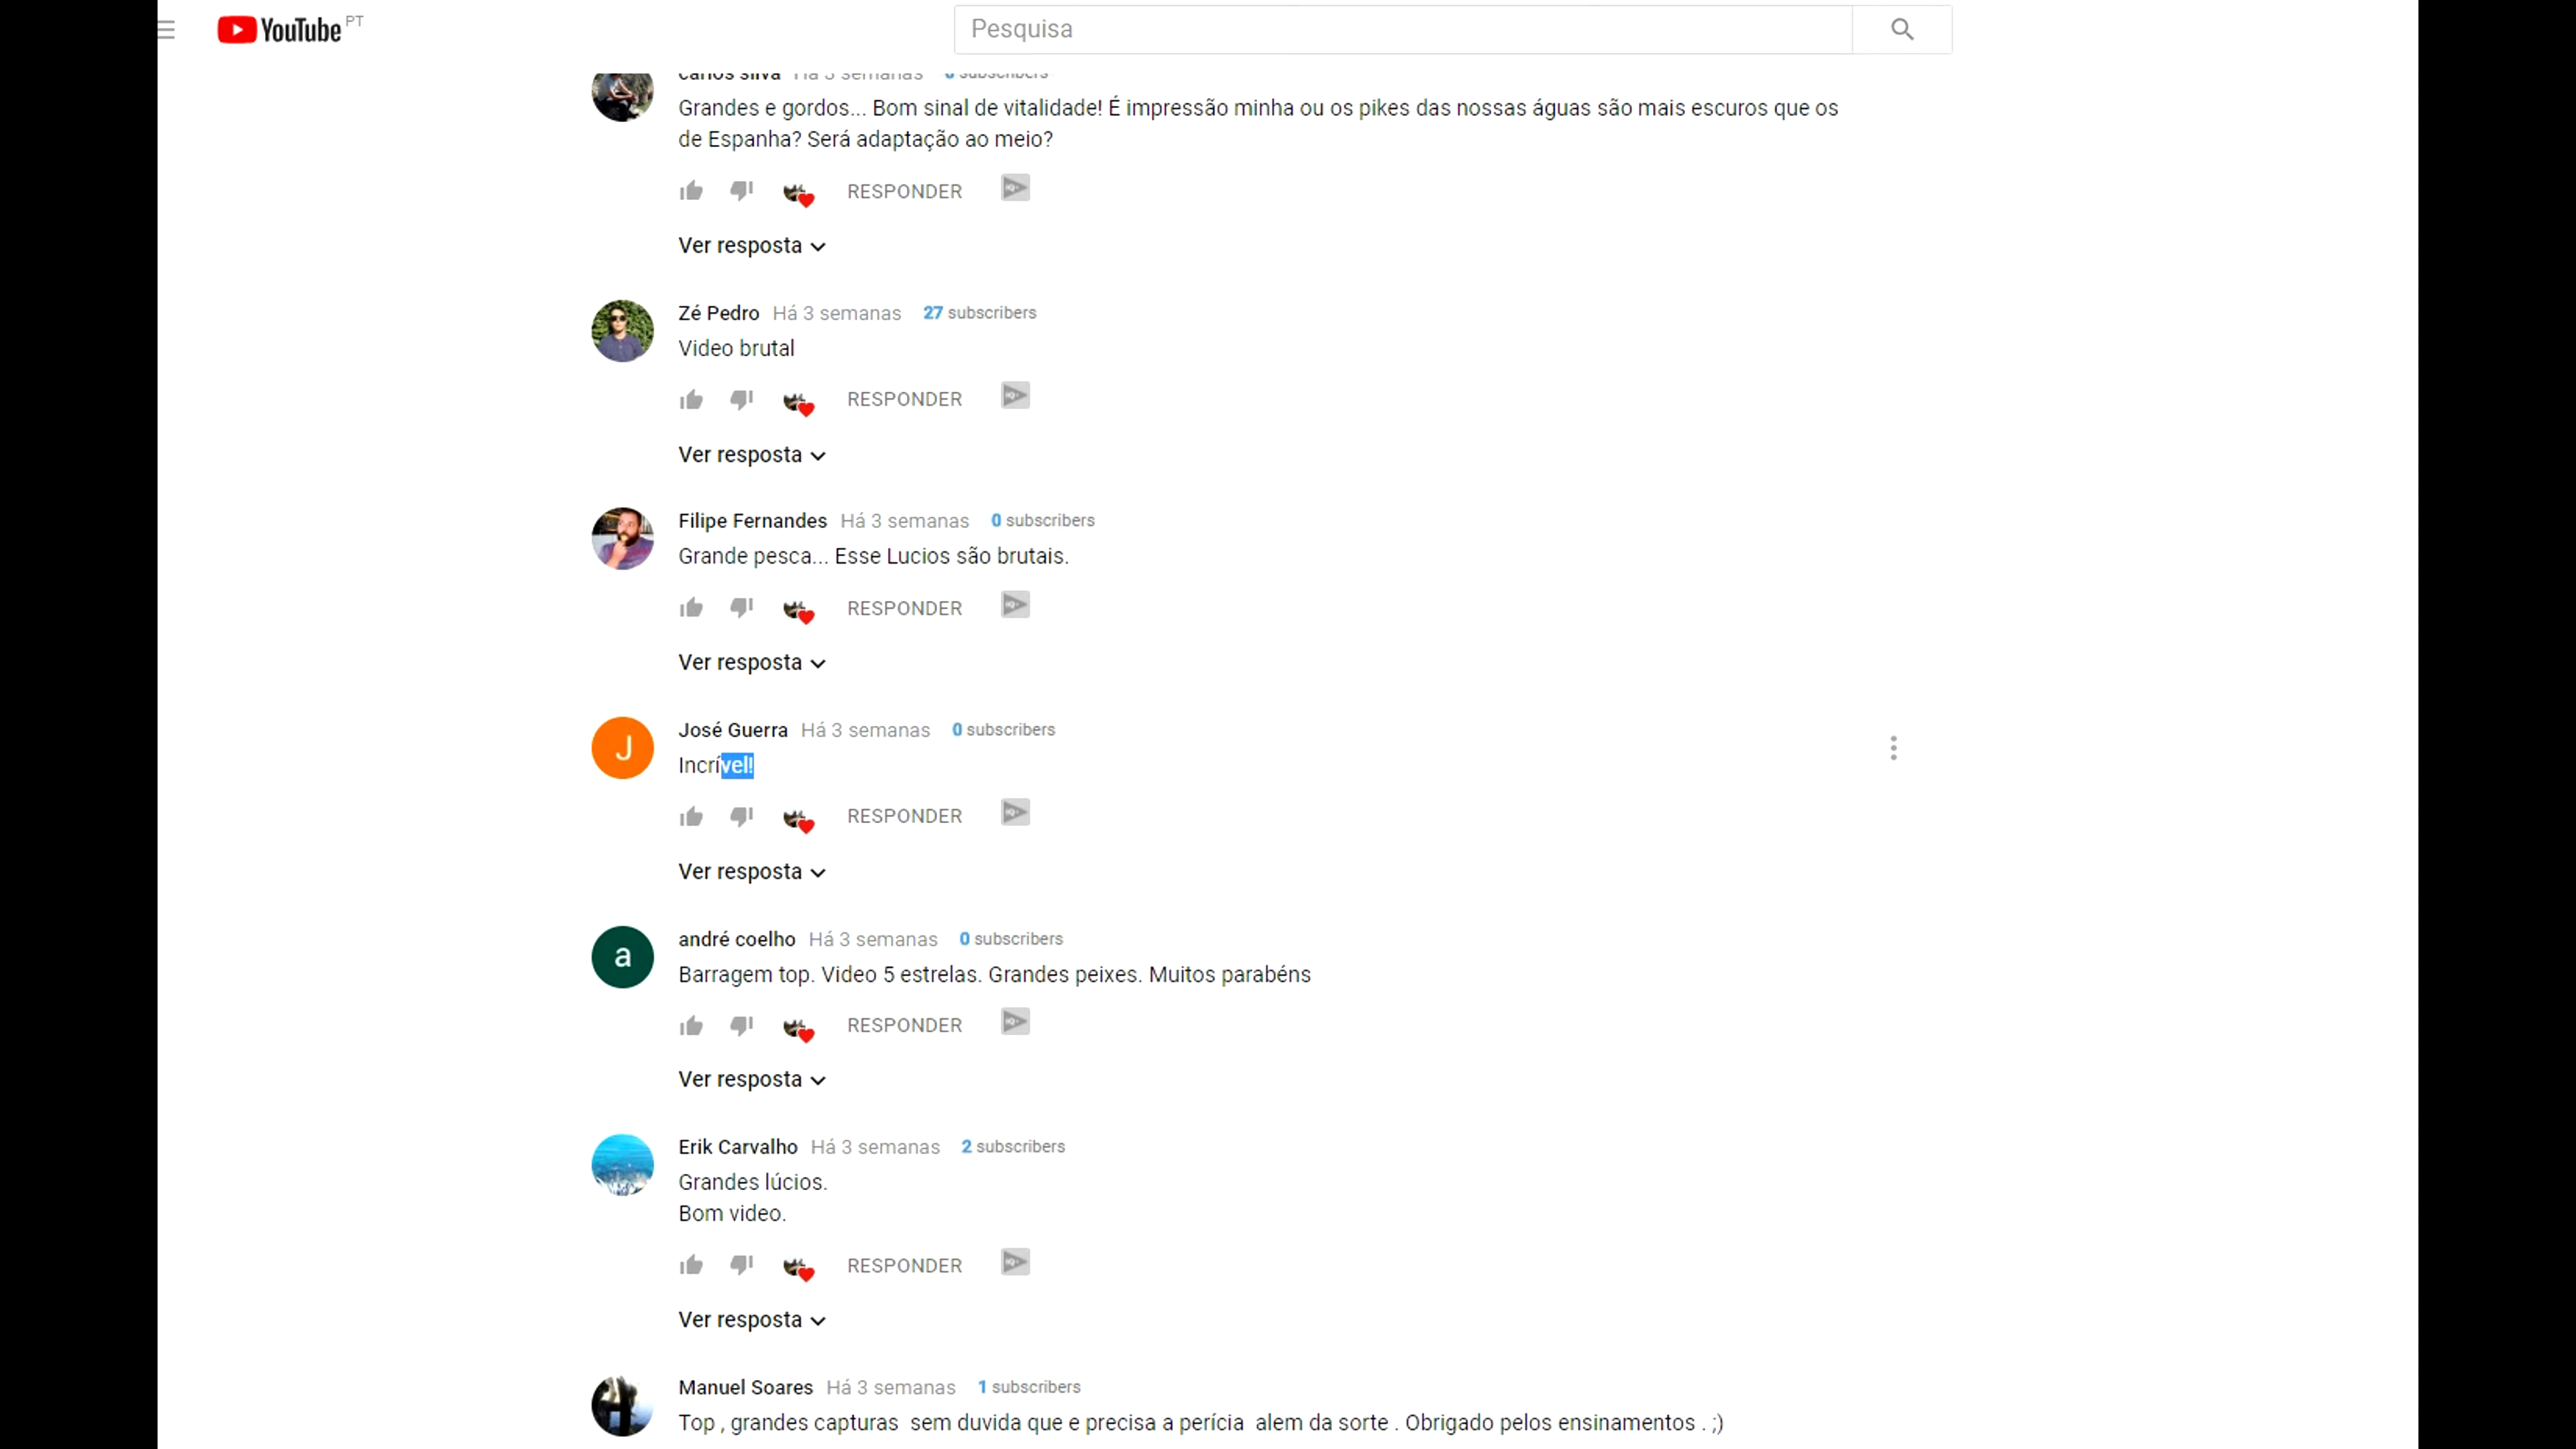 YouTube PT
Pesquisa
carlos silva Há 3 semanas subscribers
Grandes e gordos... Bom sinal de vitalidade! É impressão minha ou os pikes das nossas águas são mais escuros que os
de Espanha? Será adaptação ao meio?
RESPONDER
Ver resposta
Zé Pedro Há 3 semanas 27 subscribers
Video brutal
RESPONDER
Ver resposta
Filipe Fernandes Há 3 semanas 0 subscribers
Grande pesca... Esse Lucios são brutais.
RESPONDER
Ver resposta
J
José Guerra Há 3 semanas 0 subscribers
Incrível!
RESPONDER
Ver resposta
a
andré coelho Há 3 semanas 0 subscribers
Barragem top. Video 5 estrelas. Grandes peixes. Muitos parabéns
RESPONDER
Ver resposta
Erik Carvalho Há 3 semanas 2 subscribers
Grandes lúcios.
Bom video.
RESPONDER
Ver resposta
Manuel Soares Há 3 semanas 1 subscribers
Top , grandes capturas  sem duvida que e precisa a perícia  alem da sorte . Obrigado pelos ensinamentos . ;)